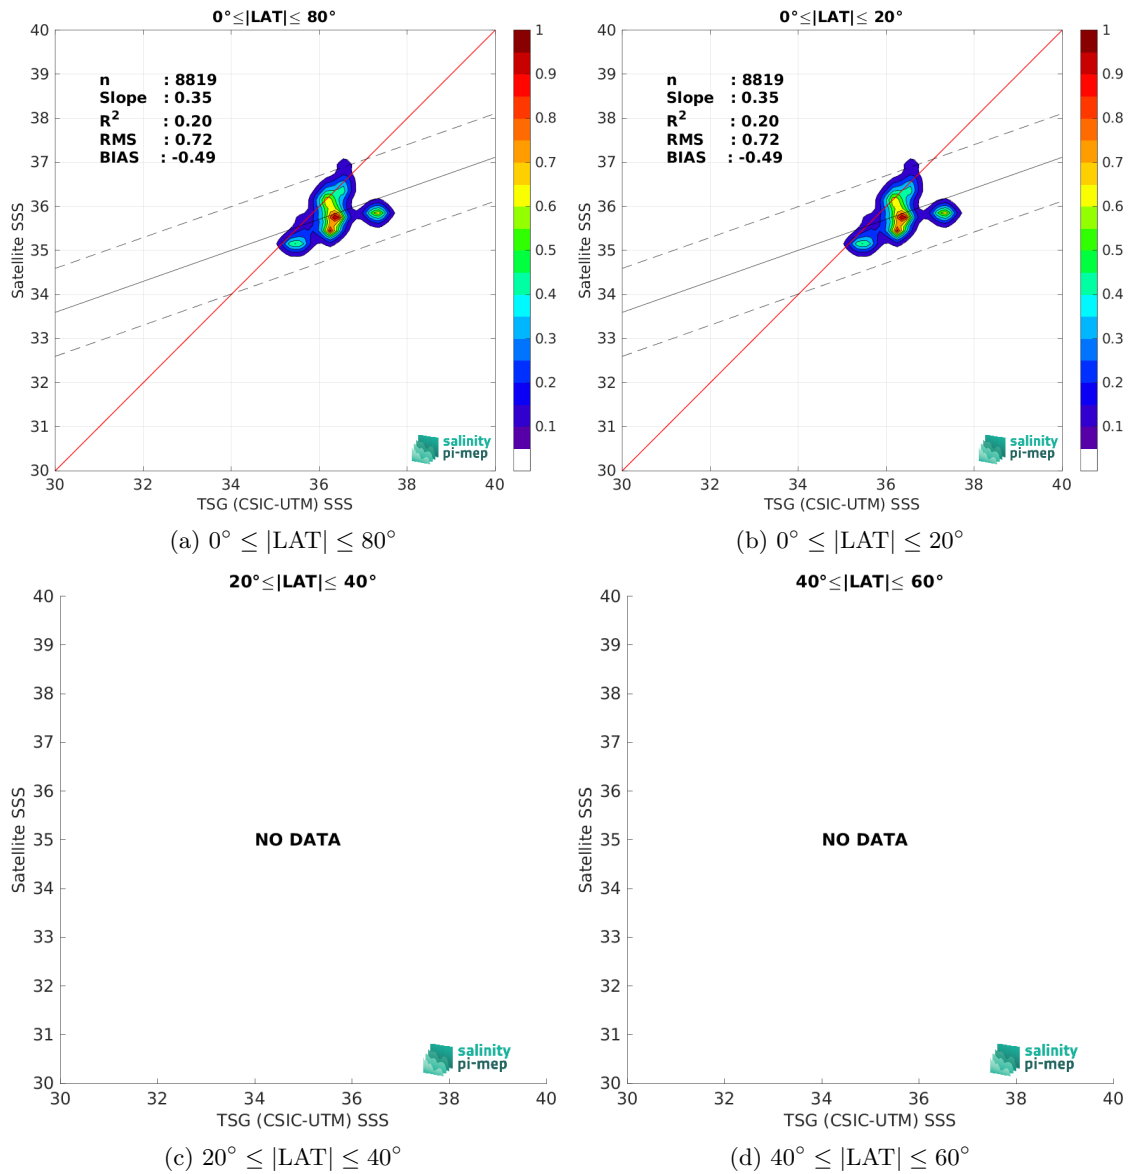 0°≤|LAT|≤ 80°
40
39
38
37
36
35
34
33
32
31
30
Satellite SSS
n : 8819
Slope : 0.35
R2 : 0.20
RMS : 0.72
BIAS : -0.49
salinity
pi-mep
30 32 34 36 38 40
TSG (CSIC-UTM) SSS
1
0.9
0.8
0.7
0.6
0.5
0.4
0.3
0.2
0.1
(a) 0° ≤ |LAT| ≤ 80°
0°≤|LAT|≤ 20°
40
39
38
37
36
35
34
33
32
31
30
Satellite SSS
n : 8819
Slope : 0.35
R2 : 0.20
RMS : 0.72
BIAS : -0.49
salinity
pi-mep
30 32 34 36 38 40
TSG (CSIC-UTM) SSS
1
0.9
0.8
0.7
0.6
0.5
0.4
0.3
0.2
0.1
(b) 0° ≤ |LAT| ≤ 20°
20°≤|LAT|≤ 40°
40
39
38
37
36
35
34
33
32
31
30
Satellite SSS
NO DATA
salinity
pi-mep
30 32 34 36 38 40
TSG (CSIC-UTM) SSS
(c) 20° ≤ |LAT| ≤ 40°
40°≤|LAT|≤ 60°
40
39
38
37
36
35
34
33
32
31
30
Satellite SSS
NO DATA
salinity
pi-mep
30 32 34 36 38 40
TSG (CSIC-UTM) SSS
(d) 40° ≤ |LAT| ≤ 60°